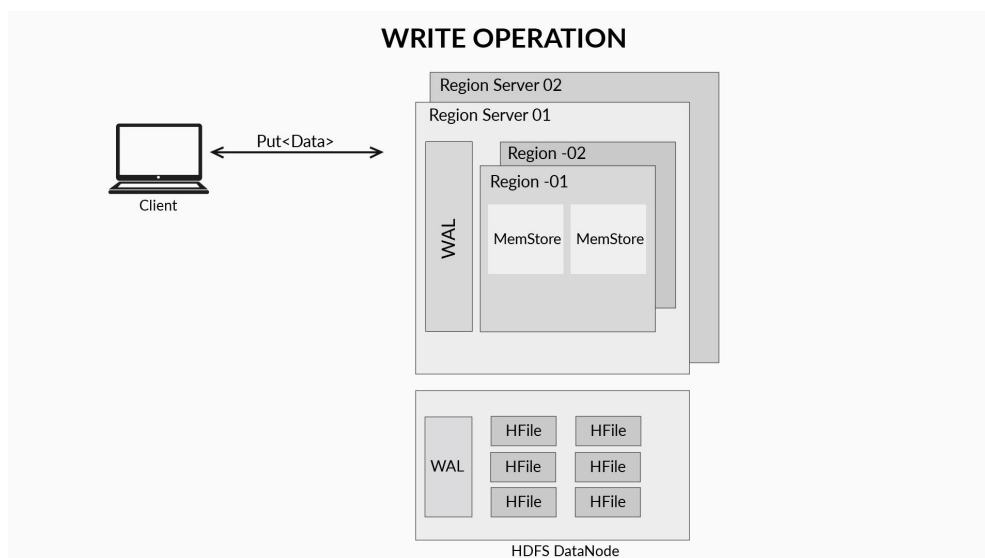 WRITE OPERATION
Region Server 02
Region Server 01
Put<Data>
Client
WAL
Region -02
Region -01
MemStore
MemStore
WAL
HFile
HFile
HFile
HFile
HFile
HFile
HDFS DataNode